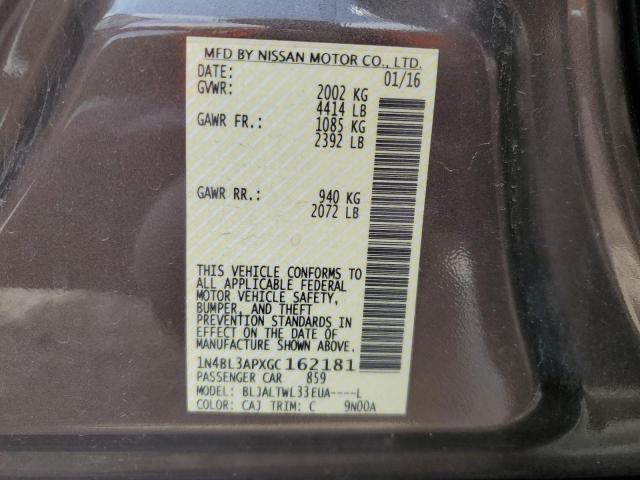 MFD BY NISSAN MOTOR CO., LTD.
DATE: 01/16
GVWR: 2002 KG
4414 LB
GAWR FR.: 1085 KG
2392 LB
GAWR RR.: 940 KG
2072 LB
THIS VEHICLE CONFORMS TO
ALL APPLICABLE FEDERAL
MOTOR VEHICLE SAFETY,
BUMPER, AND THEFT
PREVENTION STANDARDS IN
EFFECT ON THE DATE OF
MANUFACTURE SHOWN ABOVE.
1N4BL3APXGC162181
PASSENGER CAR 859
MODEL: BLJALTWL33EUA----L
COLOR: CAJ TRIM: C 9N00A